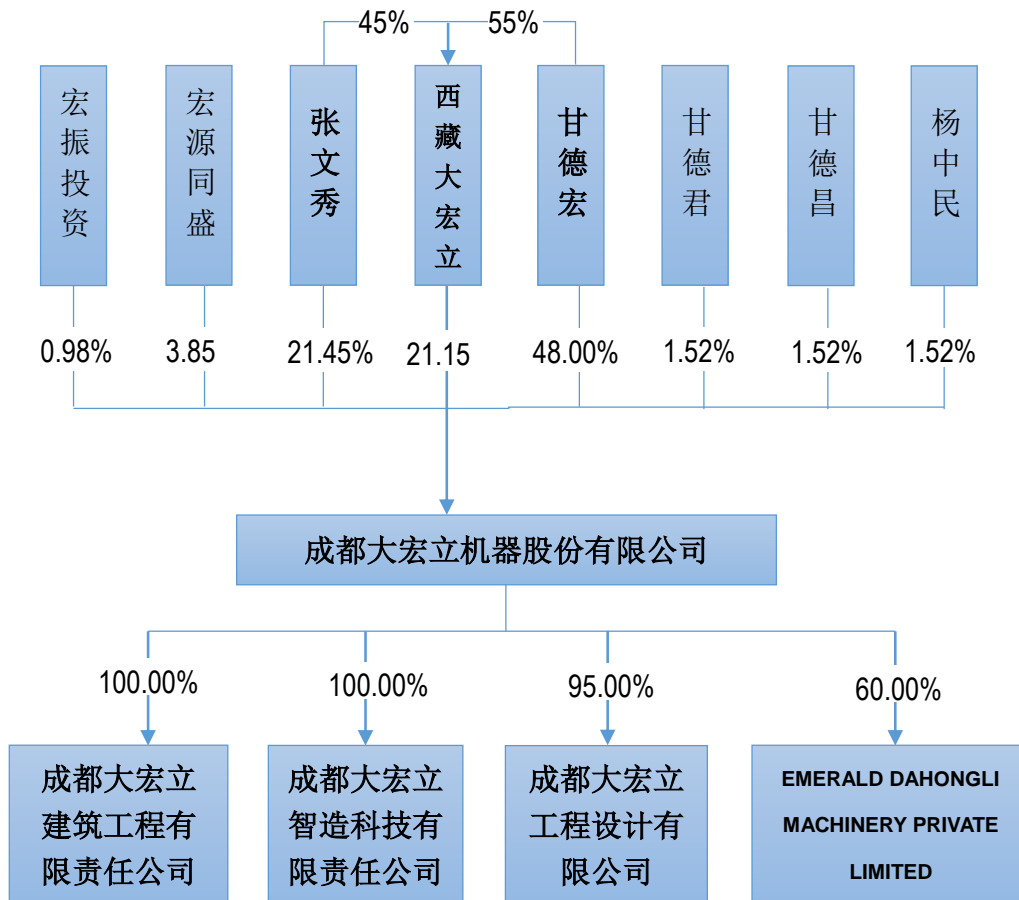 45% 55%
宏振投资
宏源同盛
张文秀
西藏大宏立
甘德宏
甘德君
甘德昌
杨中民
0.98% 3.85 21.45% 21.15 48.00% 1.52% 1.52% 1.52%
成都大宏立机器股份有限公司
100.00% 100.00% 95.00% 60.00%
成都大宏立
建筑工程有
限责任公司
成都大宏立
智造科技有
限责任公司
成都大宏立
工程设计有
限公司
EMERALD DAHONGLI
MACHINERY PRIVATE
LIMITED